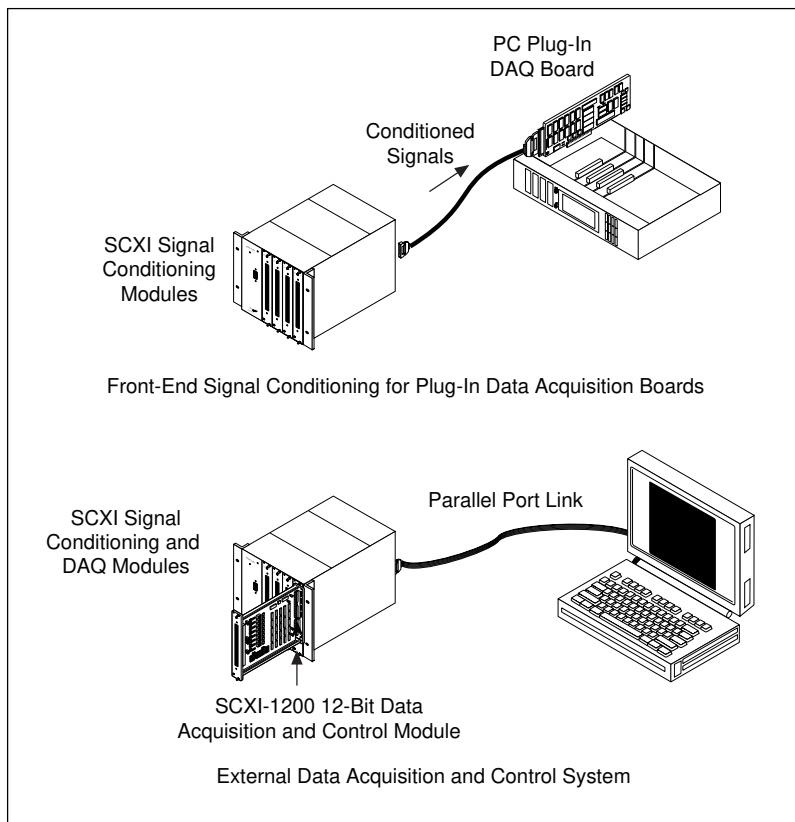 PC Plug-In
DAQ Board
Conditioned
Signals
SCXI Signal
Conditioning
Modules
Front-End Signal Conditioning for Plug-In Data Acquisition Boards
Parallel Port Link
SCXI Signal
Conditioning and
DAQ Modules
SCXI-1200 12-Bit Data
Acquisition and Control Module
External Data Acquisition and Control System